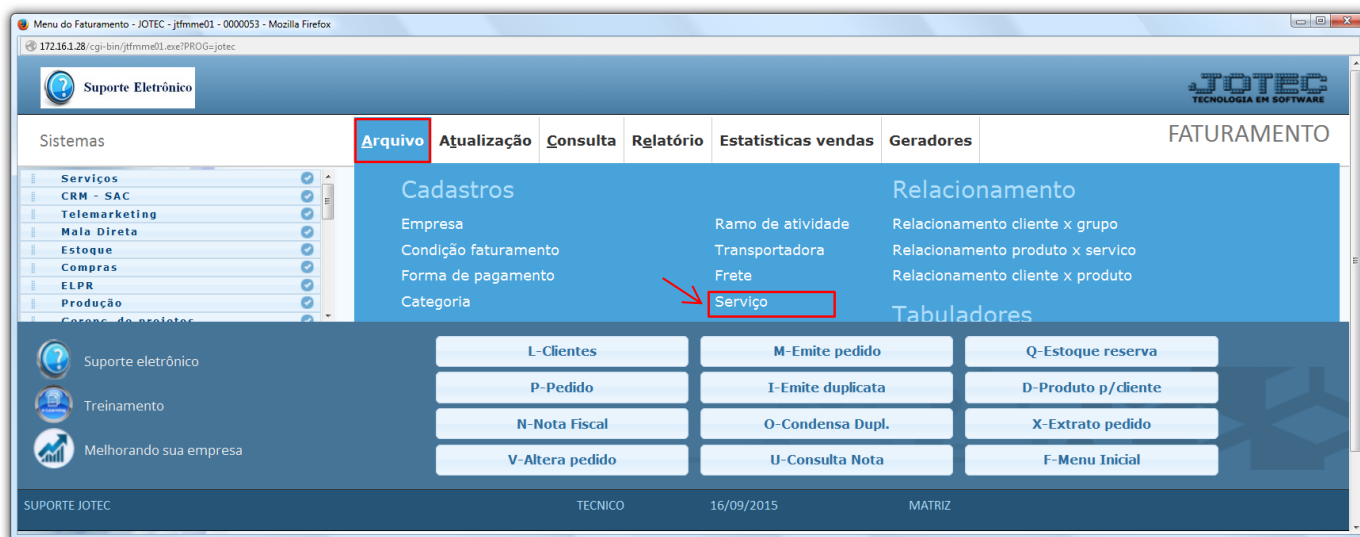 Menu do Faturamento - JOTEC - jtfmme01 - 0000053 - Mozilla Firefox
172.16.1.28/cgi-bin/jtfmme01.exe?PROG=jotec
Suporte Eletrônico
JOTEC
TECNOLOGIA EM SOFTWARE
Sistemas
Arquivo Atualização Consulta Relatório Estatisticas vendas Geradores
FATURAMENTO
Serviços
CRM - SAC
Telemarketing
Mala Direta
Estoque
Compras
ELPR
Produção
Gerenc. de projetos
Cadastros
Empresa
Condição faturamento
Forma de pagamento
Categoria
Ramo de atividade
Transportadora
Frete
Serviço
Relacionamento
Relacionamento cliente x grupo
Relacionamento produto x servico
Relacionamento cliente x produto
Tabuladores
Suporte eletrônico
Treinamento
Melhorando sua empresa
L-Clientes M-Emite pedido Q-Estoque reserva
P-Pedido I-Emite duplicata D-Produto p/cliente
N-Nota Fiscal O-Condensa Dupl. X-Extrato pedido
V-Altera pedido U-Consulta Nota F-Menu Inicial
SUPORTE JOTEC TECNICO 16/09/2015 MATRIZ